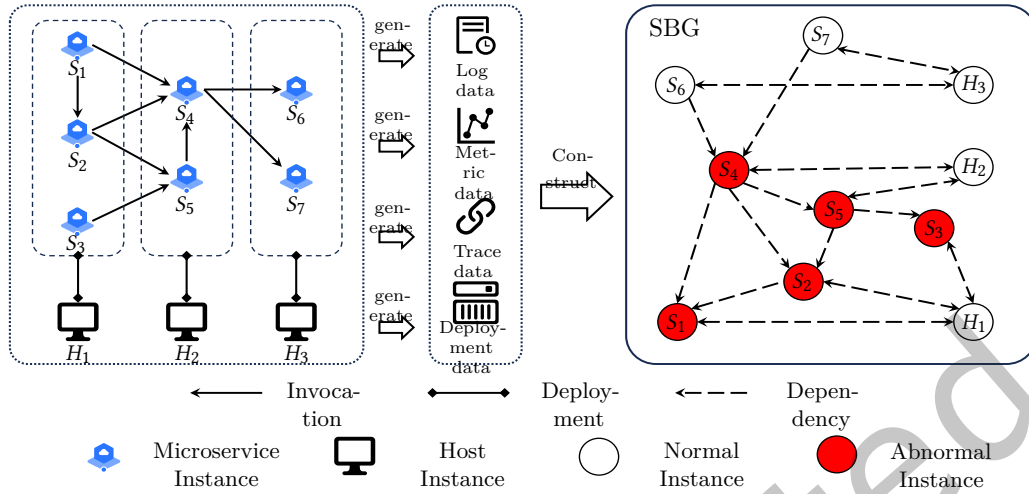 S1
S2
S3
S4
S5
S6
S7
H1
H2
H3
gen-
erate
gen-
erate
gen-
erate
gen-
erate
Log
data
Met-
ric data
Trace
data
Deploy-
ment data
Con-
struct
SBG
S7
S6
H3
S4
H2
S5
S3
S2
S1
H1
Invoca-
tion
Deploy-
ment
Depen-
dency
Microservice
Instance
Host
Instance
Normal
Instance
Abnormal
Instance